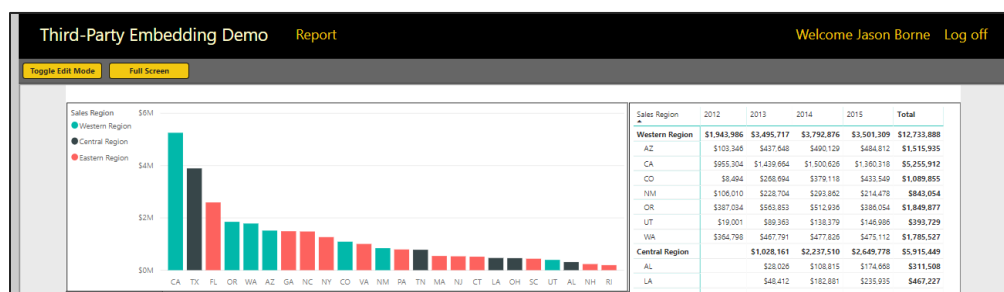 Third-Party Embedding Demo Report Welcome Jason Borne Log off
Toggle Edit Mode Full Screen
Sales Region
Western Region
Central Region
Eastern Region
$6M
$4M
$2M
$0M
CA TX FL OR WA AZ GA NC NY CO VA NM PA TN MA NJ CT LA OH SC UT AL NH RI
Sales Region 2012 2013 2014 2015 Total
Western Region $1,943,986 $3,495,717 $3,792,876 $3,501,309 $12,733,888
AZ $103,346 $437,648 $490,129 $484,812 $1,515,935
CA $955,304 $1,439,664 $1,500,626 $1,360,318 $5,255,912
CO $8,494 $268,694 $379,118 $433,549 $1,089,855
NM $106,010 $228,704 $293,862 $214,478 $843,054
OR $387,034 $563,853 $512,936 $386,054 $1,849,877
UT $19,001 $89,363 $138,379 $146,986 $393,729
WA $364,798 $467,791 $477,826 $475,112 $1,785,527
Central Region $1,028,161 $2,237,510 $2,649,778 $5,915,449
AL $28,026 $108,815 $174,668 $311,508
LA $48,412 $182,881 $235,935 $467,227